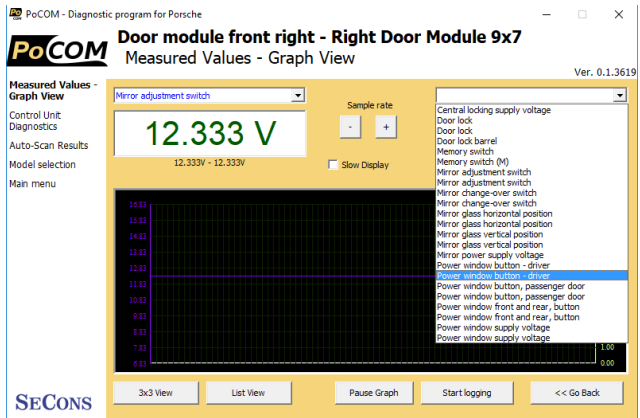 PoCOM - Diagnostic program for Porsche
PoCOM
Door module front right - Right Door Module 9x7
Measured Values - Graph View
Ver. 0.1.3619
Measured Values -
Graph View
Control Unit
Diagnostics
Auto-Scan Results
Model selection
Main menu
Mirror adjustment switch
12.333 V
12.333V - 12.333V
Sample rate
- +
Slow Display
Central locking supply voltage
Door lock
Door lock
Door lock barrel
Memory switch
Memory switch (M)
Mirror adjustment switch
Mirror adjustment switch
Mirror change-over switch
Mirror change-over switch
Mirror glass horizontal position
Mirror glass horizontal position
Mirror glass vertical position
Mirror glass vertical position
Mirror power supply voltage
Power window button - driver
Power window button - driver
Power window button, passenger door
Power window button, passenger door
Power window front and rear, button
Power window front and rear, button
Power window supply voltage
Power window supply voltage
16.83
15.83
14.83
13.83
12.83
11.83
10.83
9.83
8.83
7.83
6.83
1.00
0.00
3x3 View
List View
Pause Graph
Start logging
<< Go Back
SECONS